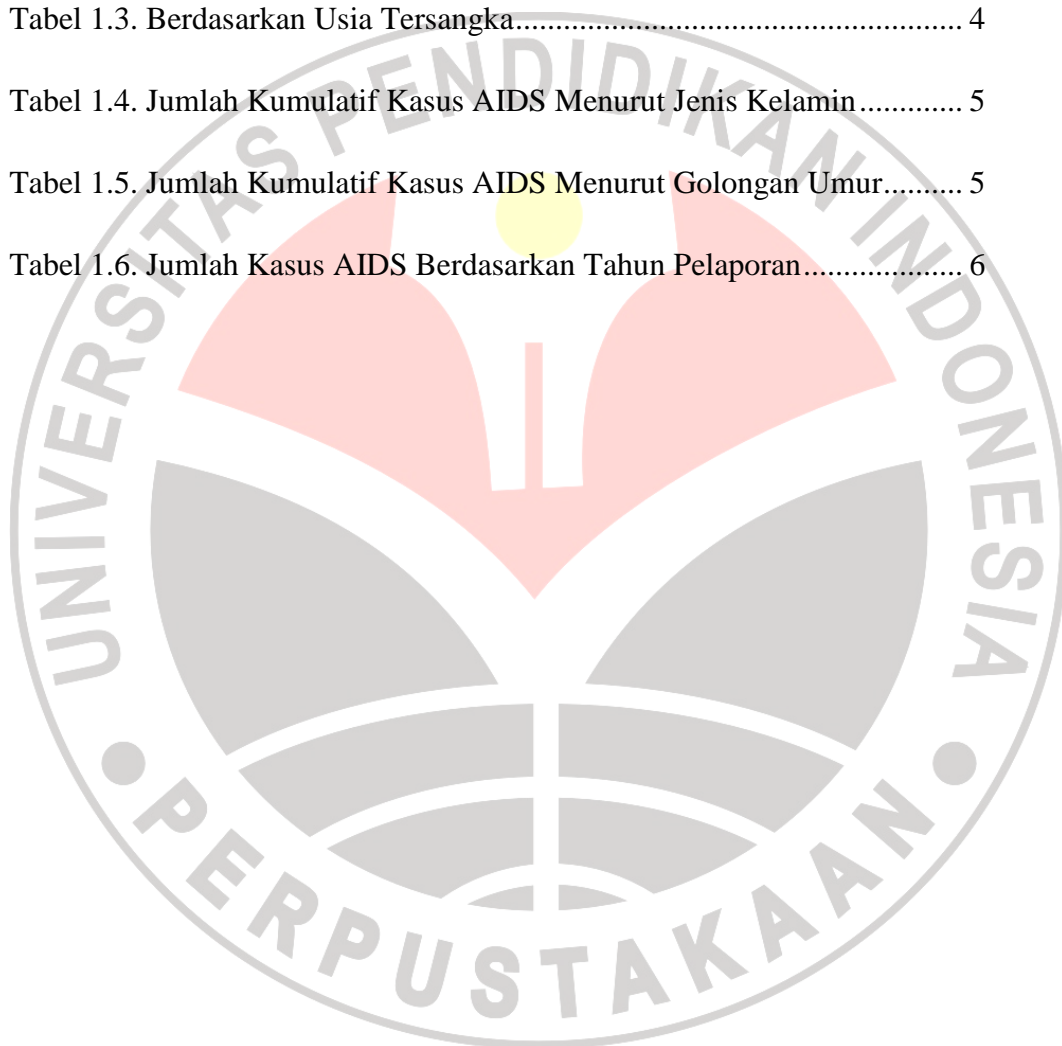 Tabel 1.3. Berdasarkan Usia Tersangka........................................................ 4
Tabel 1.4. Jumlah Kumulatif Kasus AIDS Menurut Jenis Kelamin............. 5
Tabel 1.5. Jumlah Kumulatif Kasus AIDS Menurut Golongan Umur.......... 5
Tabel 1.6. Jumlah Kasus AIDS Berdasarkan Tahun Pelaporan.................... 6
UNIVERSITAS PENDIDIKAN INDONESIA
PERPUSTAKAAN